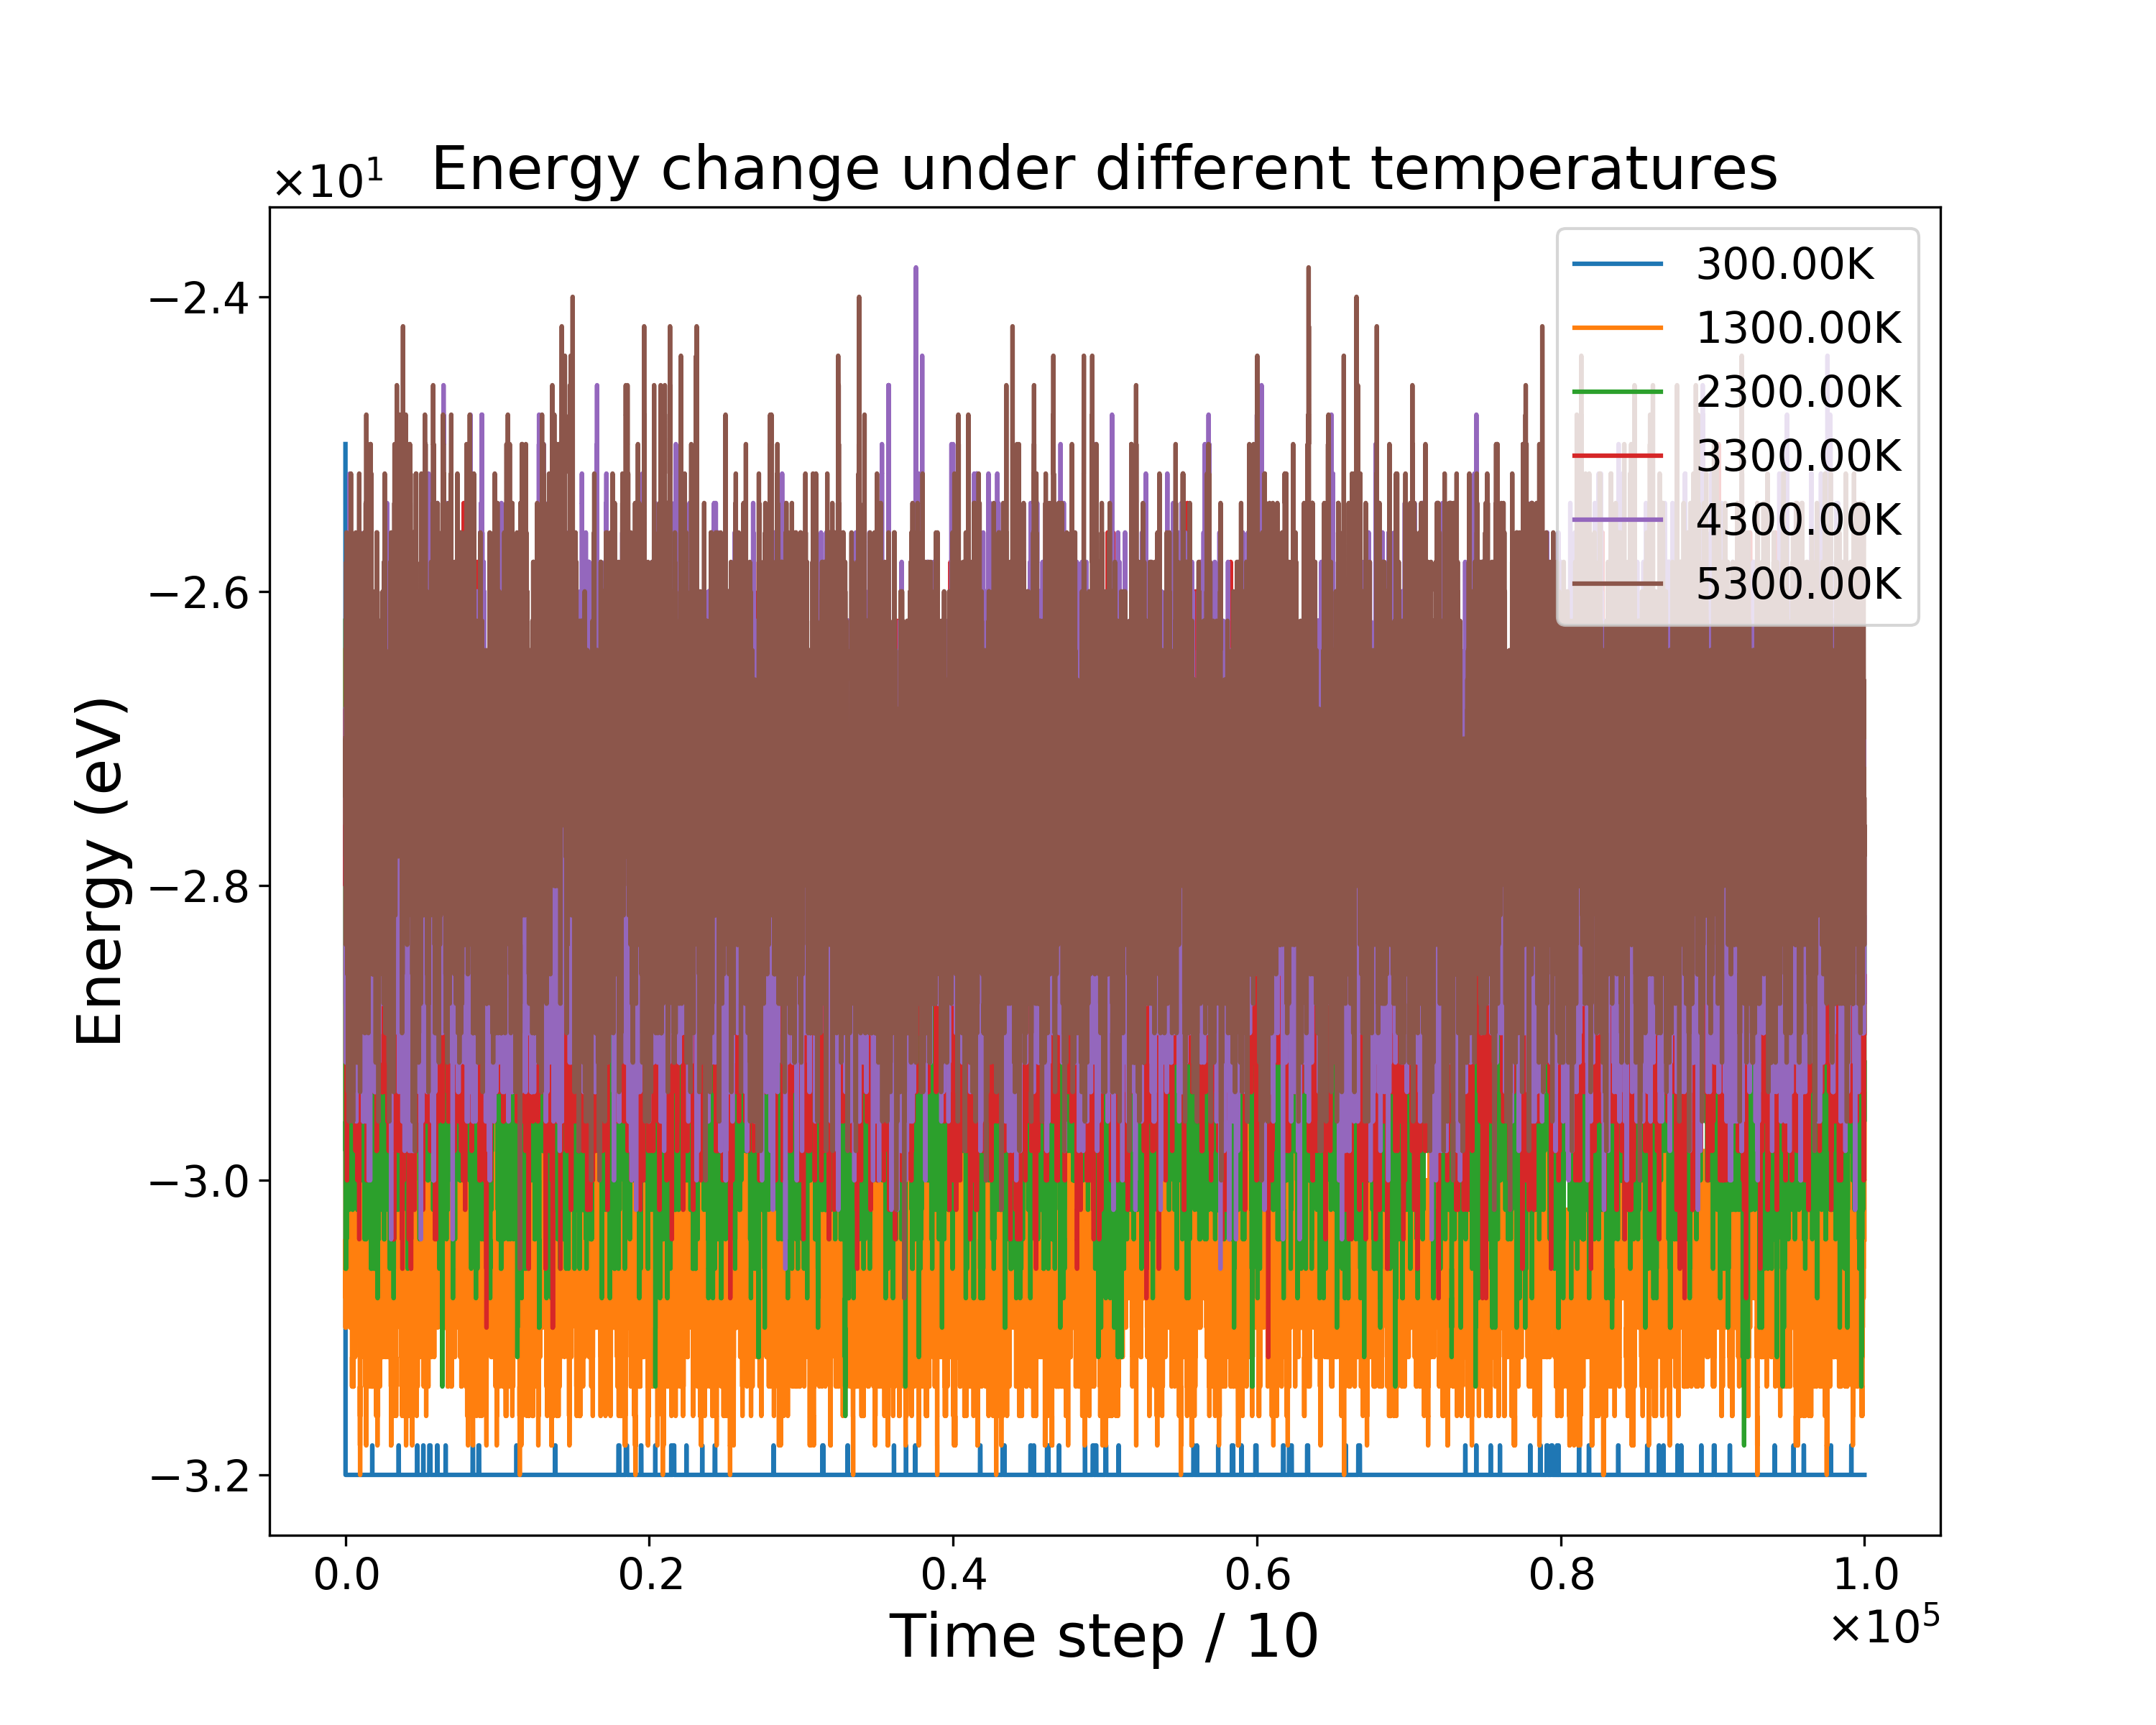 ×10¹
Energy change under different temperatures
300.00K
1300.00K
2300.00K
3300.00K
4300.00K
5300.00K
Energy (eV)
−2.4
−2.6
−2.8
−3.0
−3.2
0.0 0.2 0.4 0.6 0.8 1.0
Time step / 10
×10⁵